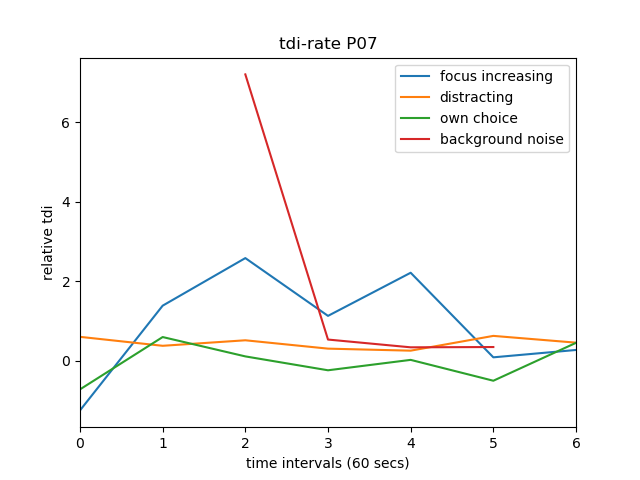 tdi-rate P07
focus increasing
distracting
own choice
background noise
relative tdi
6
4
2
0
0 1 2 3 4 5 6
time intervals (60 secs)